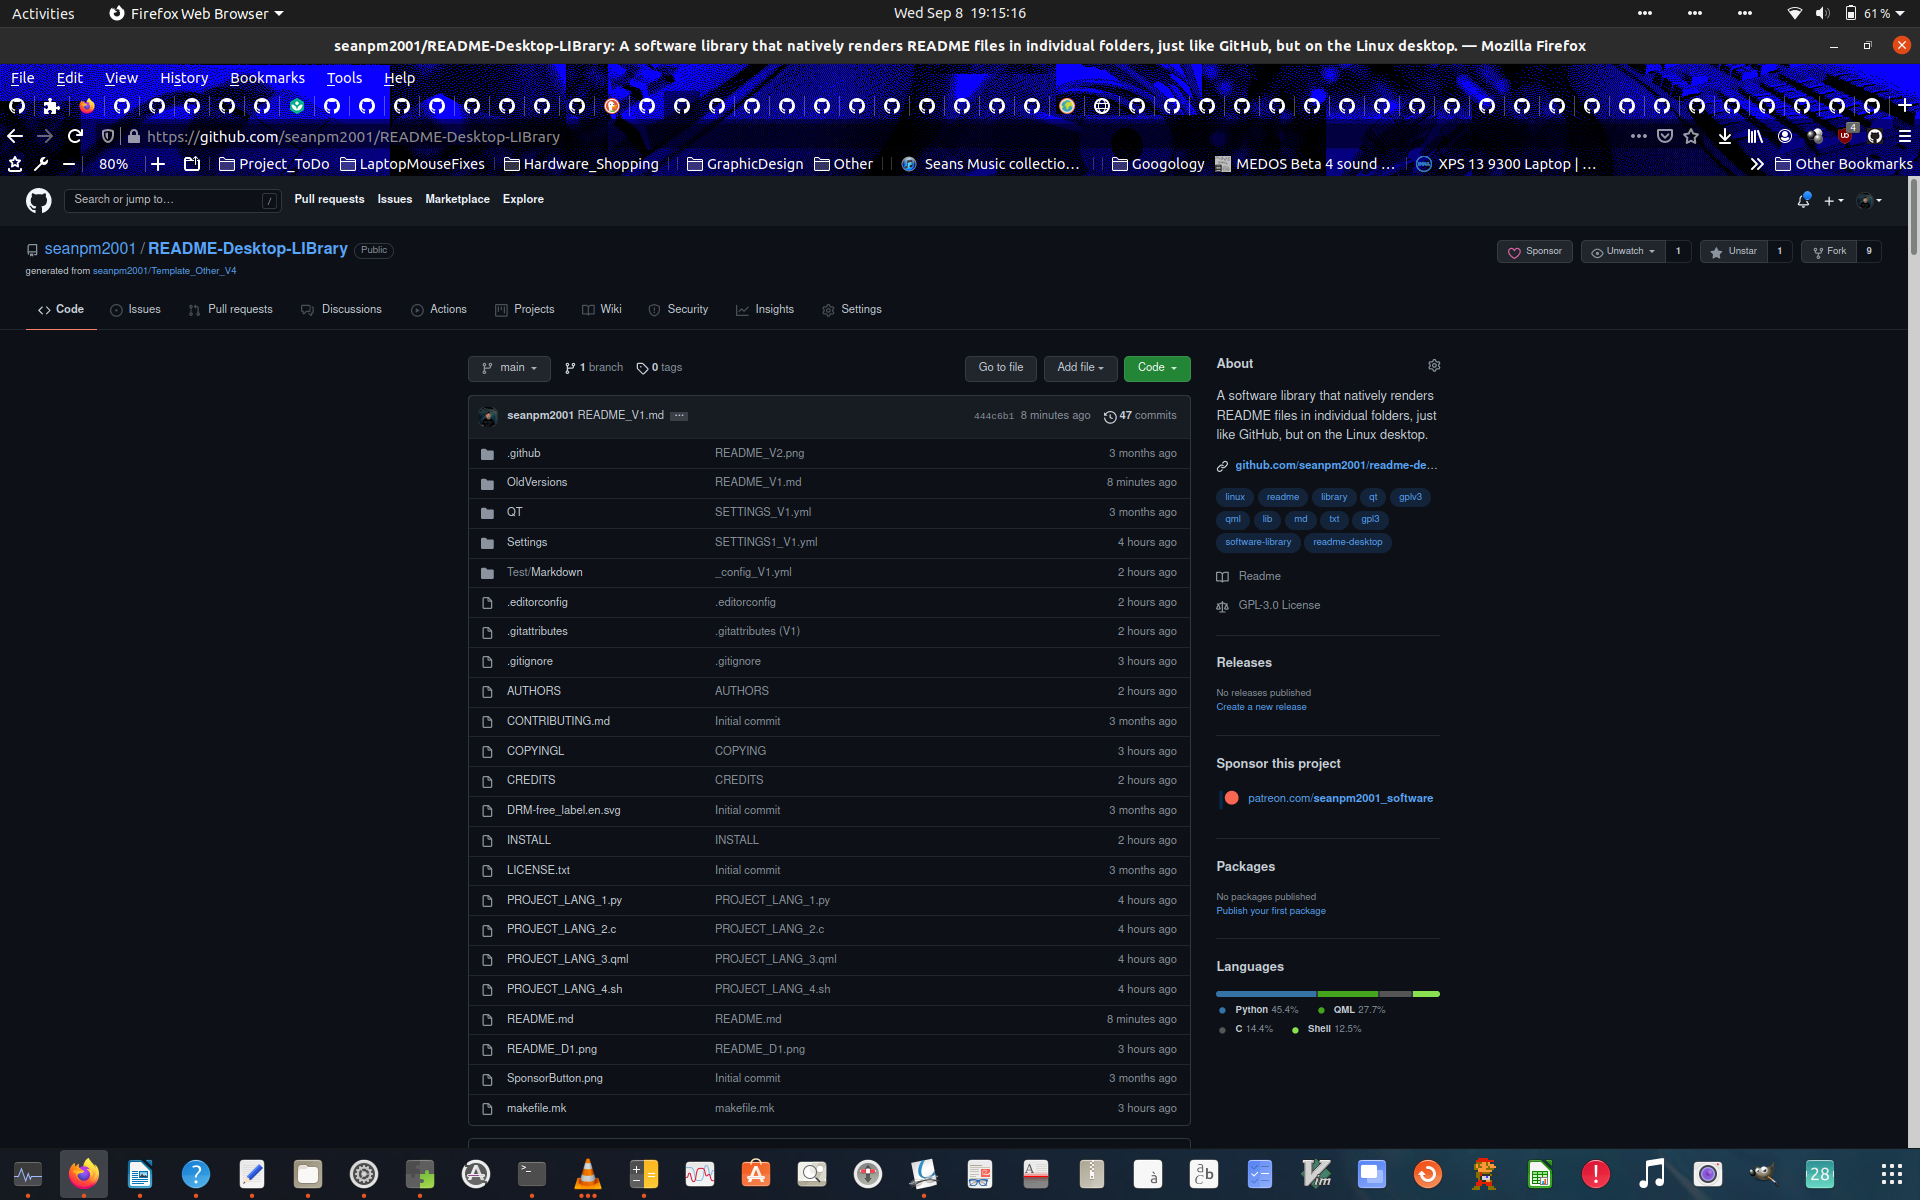 Activities
Firefox Web Browser
Wed Sep 8 19:15:16
61 %
seanpm2001/README-Desktop-LIBrary: A software library that natively renders README files in individual folders, just like GitHub, but on the Linux desktop. — Mozilla Firefox
File Edit View History Bookmarks Tools Help
https://github.com/seanpm2001/README-Desktop-LIBrary
4
80%
Project_ToDo LaptopMouseFixes Hardware_Shopping GraphicDesign Other Seans Music collectio… Googology MEDOS Beta 4 sound … XPS 13 9300 Laptop | … Other Bookmarks
Search or jump to… /
Pull requests Issues Marketplace Explore
seanpm2001 / README-Desktop-LIBrary Public
Sponsor Unwatch 1 Unstar 1 Fork 9
generated from seanpm2001/Template_Other_V4
Code Issues Pull requests Discussions Actions Projects Wiki Security Insights Settings
main 1 branch 0 tags Go to file Add file Code
seanpm2001 README_V1.md … 444c6b1 8 minutes ago 47 commits
.github README_V2.png 3 months ago
OldVersions README_V1.md 8 minutes ago
QT SETTINGS_V1.yml 3 months ago
Settings SETTINGS1_V1.yml 4 hours ago
Test/Markdown _config_V1.yml 2 hours ago
.editorconfig .editorconfig 2 hours ago
.gitattributes .gitattributes (V1) 2 hours ago
.gitignore .gitignore 3 hours ago
AUTHORS AUTHORS 2 hours ago
CONTRIBUTING.md Initial commit 3 months ago
COPYINGL COPYING 3 hours ago
CREDITS CREDITS 2 hours ago
DRM-free_label.en.svg Initial commit 3 months ago
INSTALL INSTALL 2 hours ago
LICENSE.txt Initial commit 3 months ago
PROJECT_LANG_1.py PROJECT_LANG_1.py 4 hours ago
PROJECT_LANG_2.c PROJECT_LANG_2.c 4 hours ago
PROJECT_LANG_3.qml PROJECT_LANG_3.qml 4 hours ago
PROJECT_LANG_4.sh PROJECT_LANG_4.sh 4 hours ago
README.md README.md 8 minutes ago
README_D1.png README_D1.png 3 hours ago
SponsorButton.png Initial commit 3 months ago
makefile.mk makefile.mk 3 hours ago
About
A software library that natively renders
README files in individual folders, just
like GitHub, but on the Linux desktop.
github.com/seanpm2001/readme-de…
linux readme library qt gplv3
qml lib md txt gpl3
software-library readme-desktop
Readme
GPL-3.0 License
Releases
No releases published
Create a new release
Sponsor this project
patreon.com/seanpm2001_software
Packages
No packages published
Publish your first package
Languages
Python 45.4% QML 27.7%
C 14.4% Shell 12.5%
28